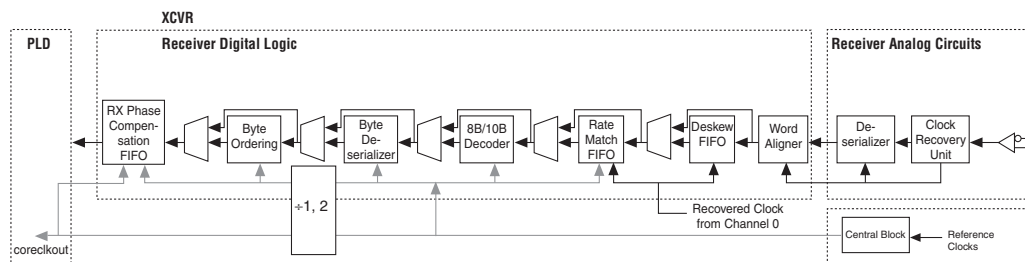 XCVR
PLD
Receiver Digital Logic
Receiver Analog Circuits
RX Phase
Compen-
sation
FIFO
Byte
Ordering
Byte
De-
serializer
8B/10B
Decoder
Rate
Match
FIFO
Deskew
FIFO
Word
Aligner
De-
serializer
Clock
Recovery
Unit
÷1, 2
Recovered Clock
from Channel 0
coreclkout
Central Block
Reference
Clocks